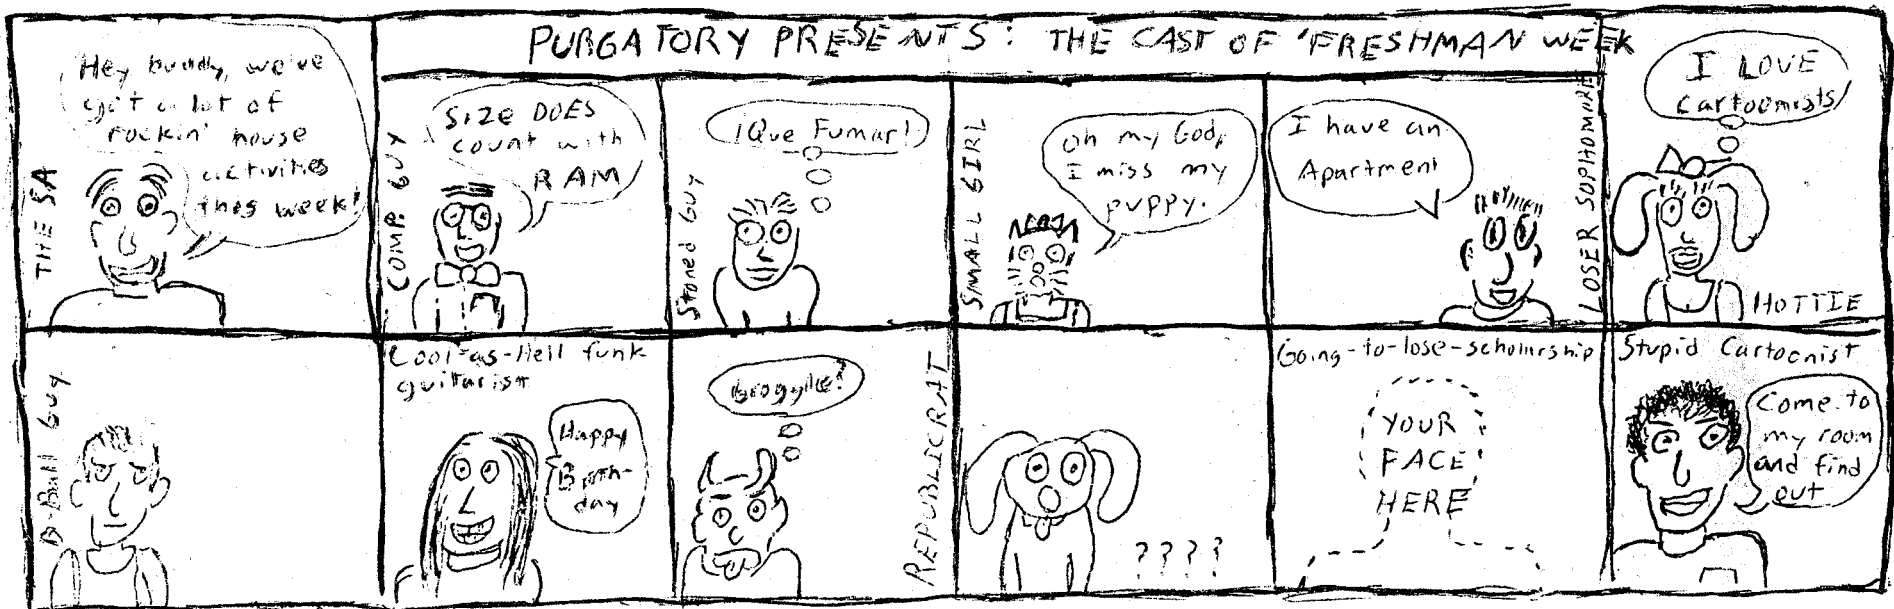 PURGATORY PRESENTS: THE CAST OF 'FRESHMAN WEEK
Hey buddy, we've
got a lot of
rockin' house
activities
this week!
THE SA
Size DOES
count with
RAM
COMP. GUY
¡Que Fumar!
Stoned Guy
Oh my God,
I miss my
puppy.
SMALL GIRL
I have an
Apartment
LOSER SOPHOMORE
I LOVE
cartoonists
HOTTIE
B-Ball Guy
Cool-as-Hell funk
guitarist
Happy
Birth-
day
REPUBLICRAT
????
Going-to-lose-scholarship
YOUR
FACE
HERE
Stupid Cartoonist
Come to
my room
and find
out